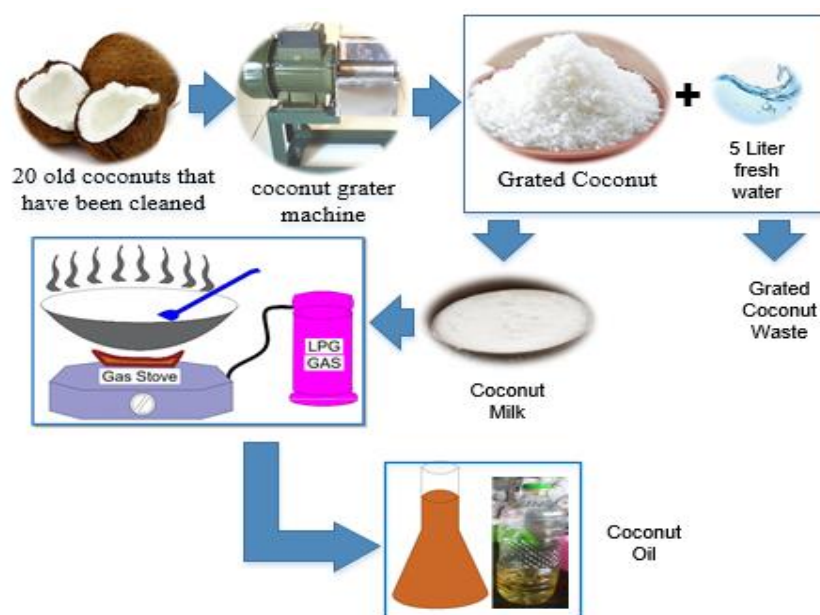 20 old coconuts that
have been cleaned
coconut grater
machine
Grated Coconut
+
5 Liter
fresh
water
Grated
Coconut
Waste
Coconut
Milk
LPG
GAS
Gas Stove
Coconut
Oil